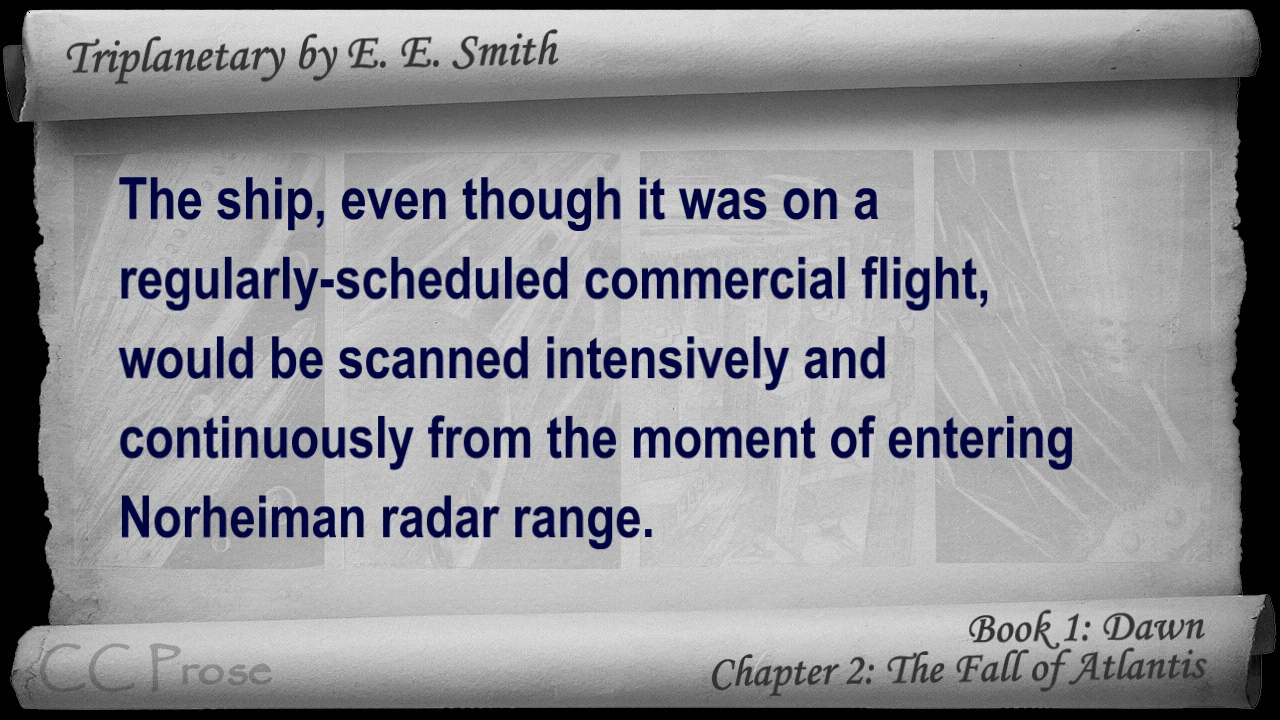 Triplanetary by E. E. Smith
The ship, even though it was on a
regularly-scheduled commercial flight,
would be scanned intensively and
continuously from the moment of entering
Norheiman radar range.
Book 1: Dawn
Chapter 2: The Fall of Atlantis
CC Prose